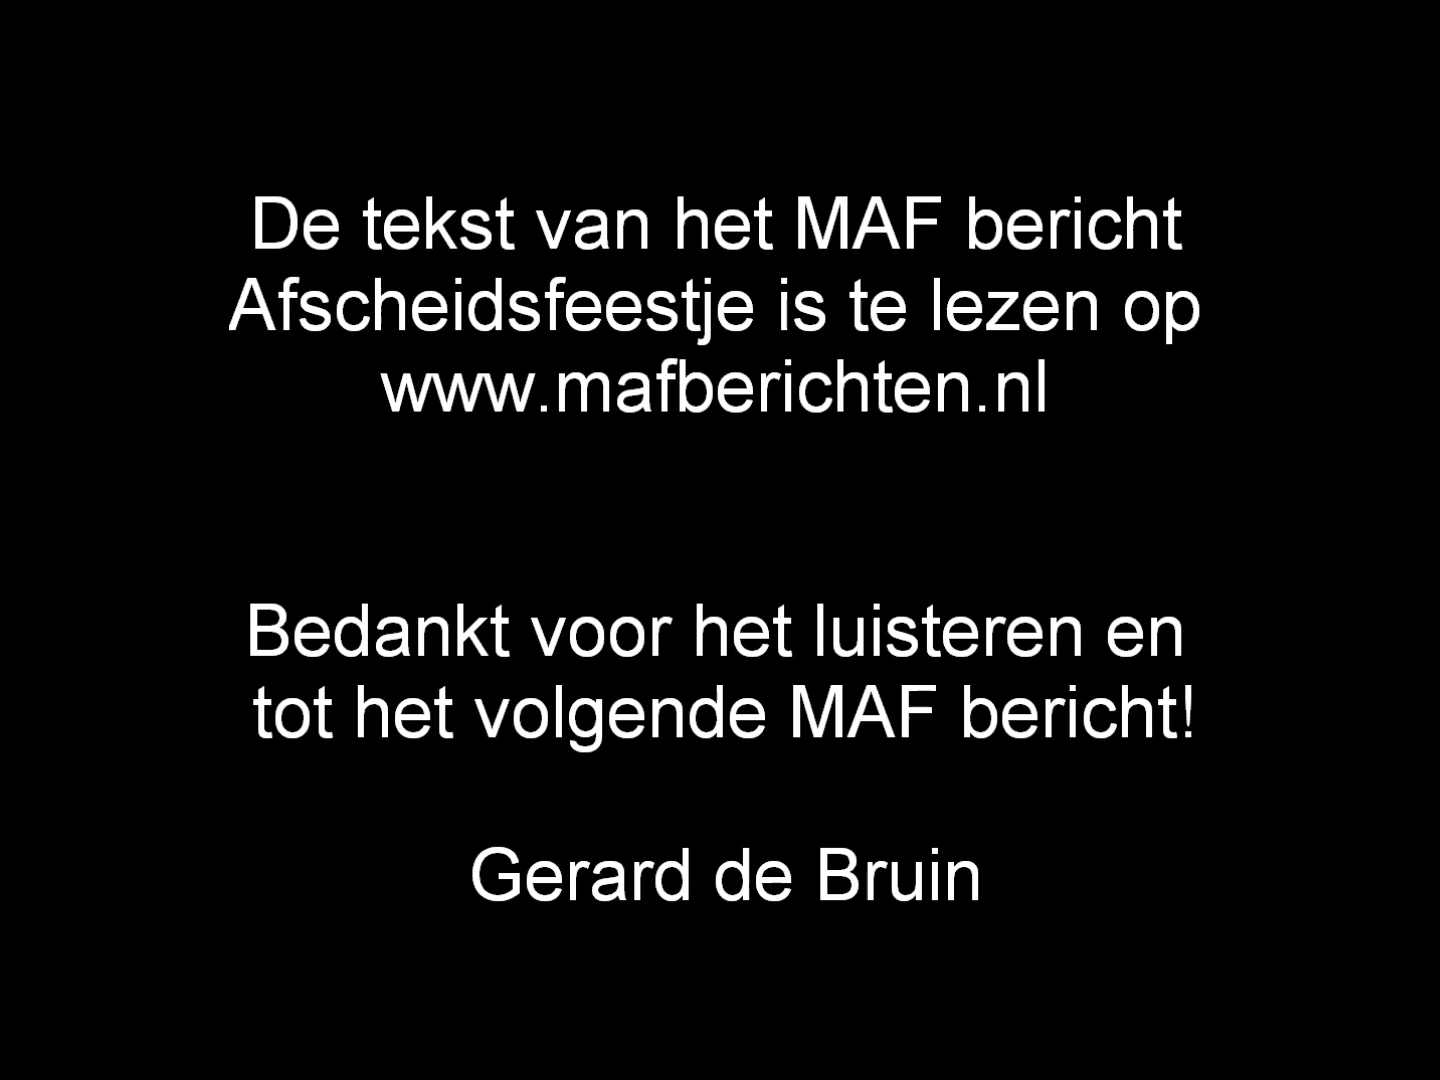 De tekst van het MAF bericht
Afscheidsfeestje is te lezen op
www.mafberichten.nl
Bedankt voor het luisteren en
tot het volgende MAF bericht!
Gerard de Bruin